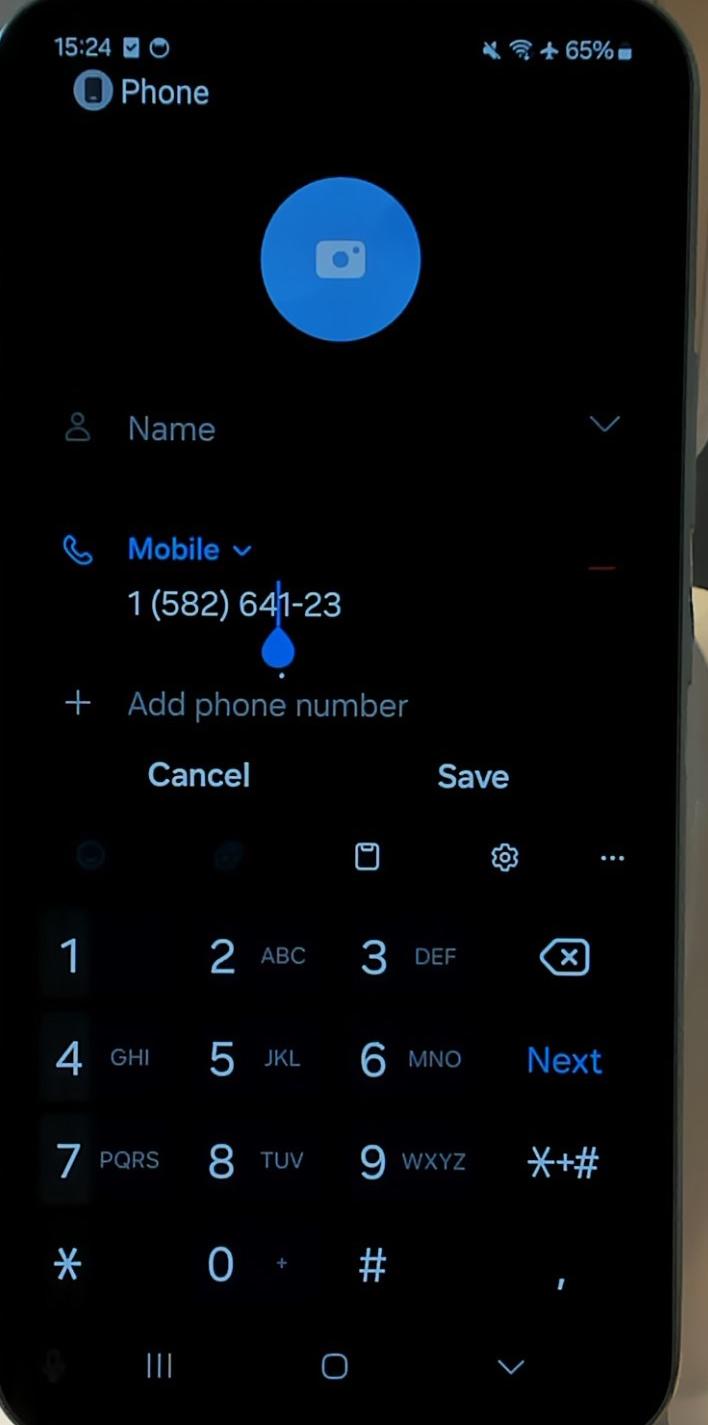 15:24 65%
Phone
Name
Mobile
1 (582) 641-23
+ Add phone number
Cancel Save
1 2 ABC 3 DEF
4 GHI 5 JKL 6 MNO Next
7 PQRS 8 TUV 9 WXYZ *+#
* 0 + # ,